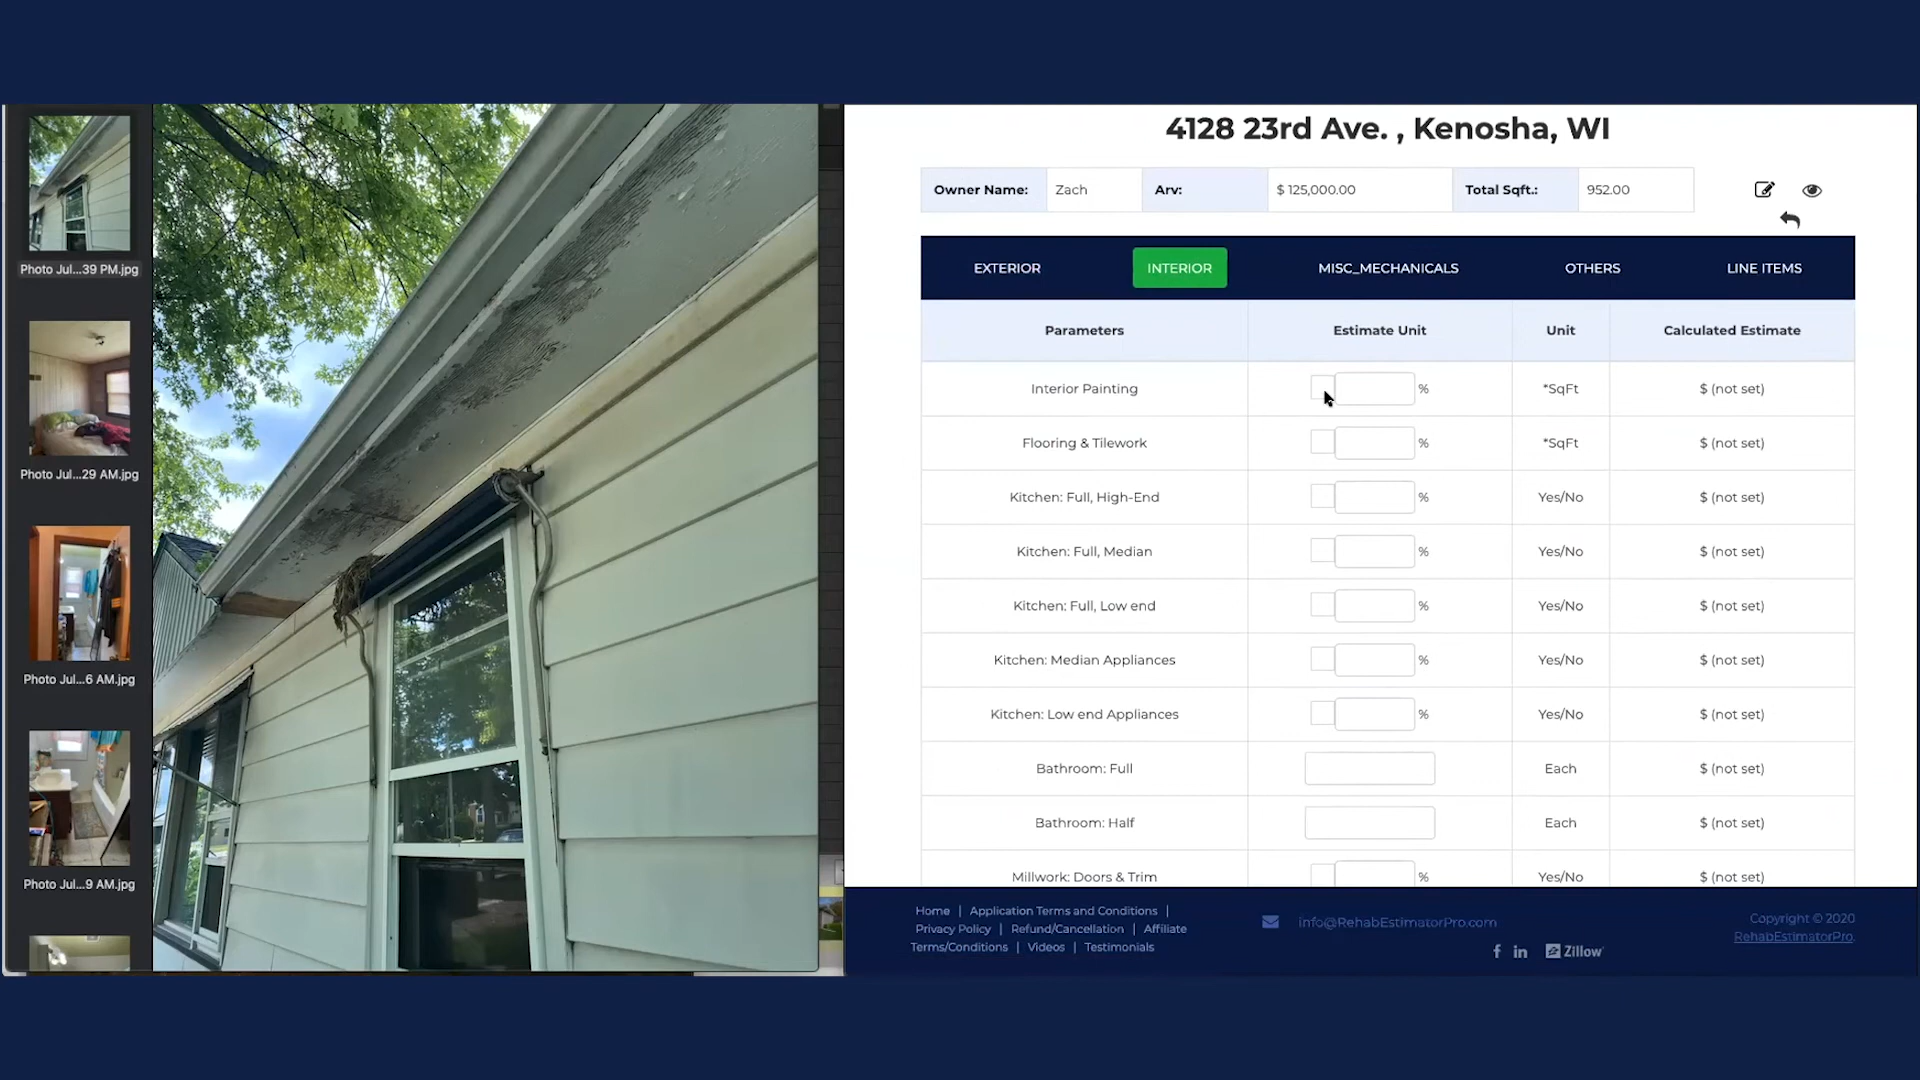 Photo Jul...39 PM.jpg
Photo Jul...29 AM.jpg
Photo Jul...6 AM.jpg
Photo Jul...9 AM.jpg
4128 23rd Ave. , Kenosha, WI
Owner Name: Zach Arv: $ 125,000.00 Total Sqft.: 952.00
EXTERIOR INTERIOR MISC_MECHANICALS OTHERS LINE ITEMS
Parameters Estimate Unit Unit Calculated Estimate
Interior Painting % *SqFt $ (not set)
Flooring & Tilework % *SqFt $ (not set)
Kitchen: Full, High-End % Yes/No $ (not set)
Kitchen: Full, Median % Yes/No $ (not set)
Kitchen: Full, Low end % Yes/No $ (not set)
Kitchen: Median Appliances % Yes/No $ (not set)
Kitchen: Low end Appliances % Yes/No $ (not set)
Bathroom: Full Each $ (not set)
Bathroom: Half Each $ (not set)
Millwork: Doors & Trim % Yes/No $ (not set)
Home | Application Terms and Conditions |
Privacy Policy | Refund/Cancellation | Affiliate
Terms/Conditions | Videos | Testimonials
info@RehabEstimatorPro.com
Zillow
Copyright © 2020
RehabEstimatorPro.